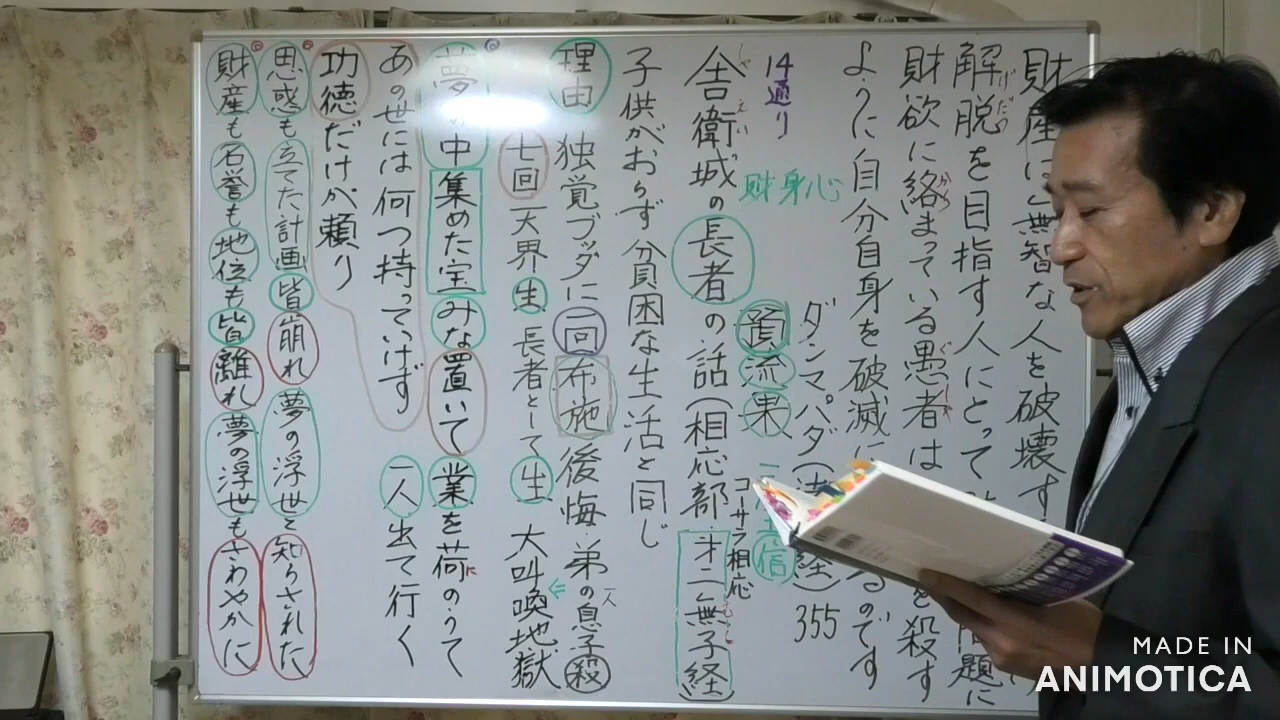 財産は無智な人を破壊す
解脱を目指す人にとって
財欲に絡まっている愚者は を殺す
ように自分自身を破滅 るのです
ダンマパダ(法 経)355
14通り
財身心
預流果
信
舎衛城の長者の話(相応部.コーサラ相応 才二無子経)
子供がおらず貧困な生活と同じ
理由 独覚ブッダに一回布施後悔.弟の一人息子殺
七回 天界生 長者として生 大叫喚地獄
夢 中集めた宝みな置いて業を荷のうて
あの世には何つ持っていけず 一人出て行く
功徳だけが頼り
思惑も立てた計画皆崩れ夢の浮世と知らされた
財産も名誉も地位も皆離れ夢の浮世もさわやかに
MADE IN
ANIMOTICA